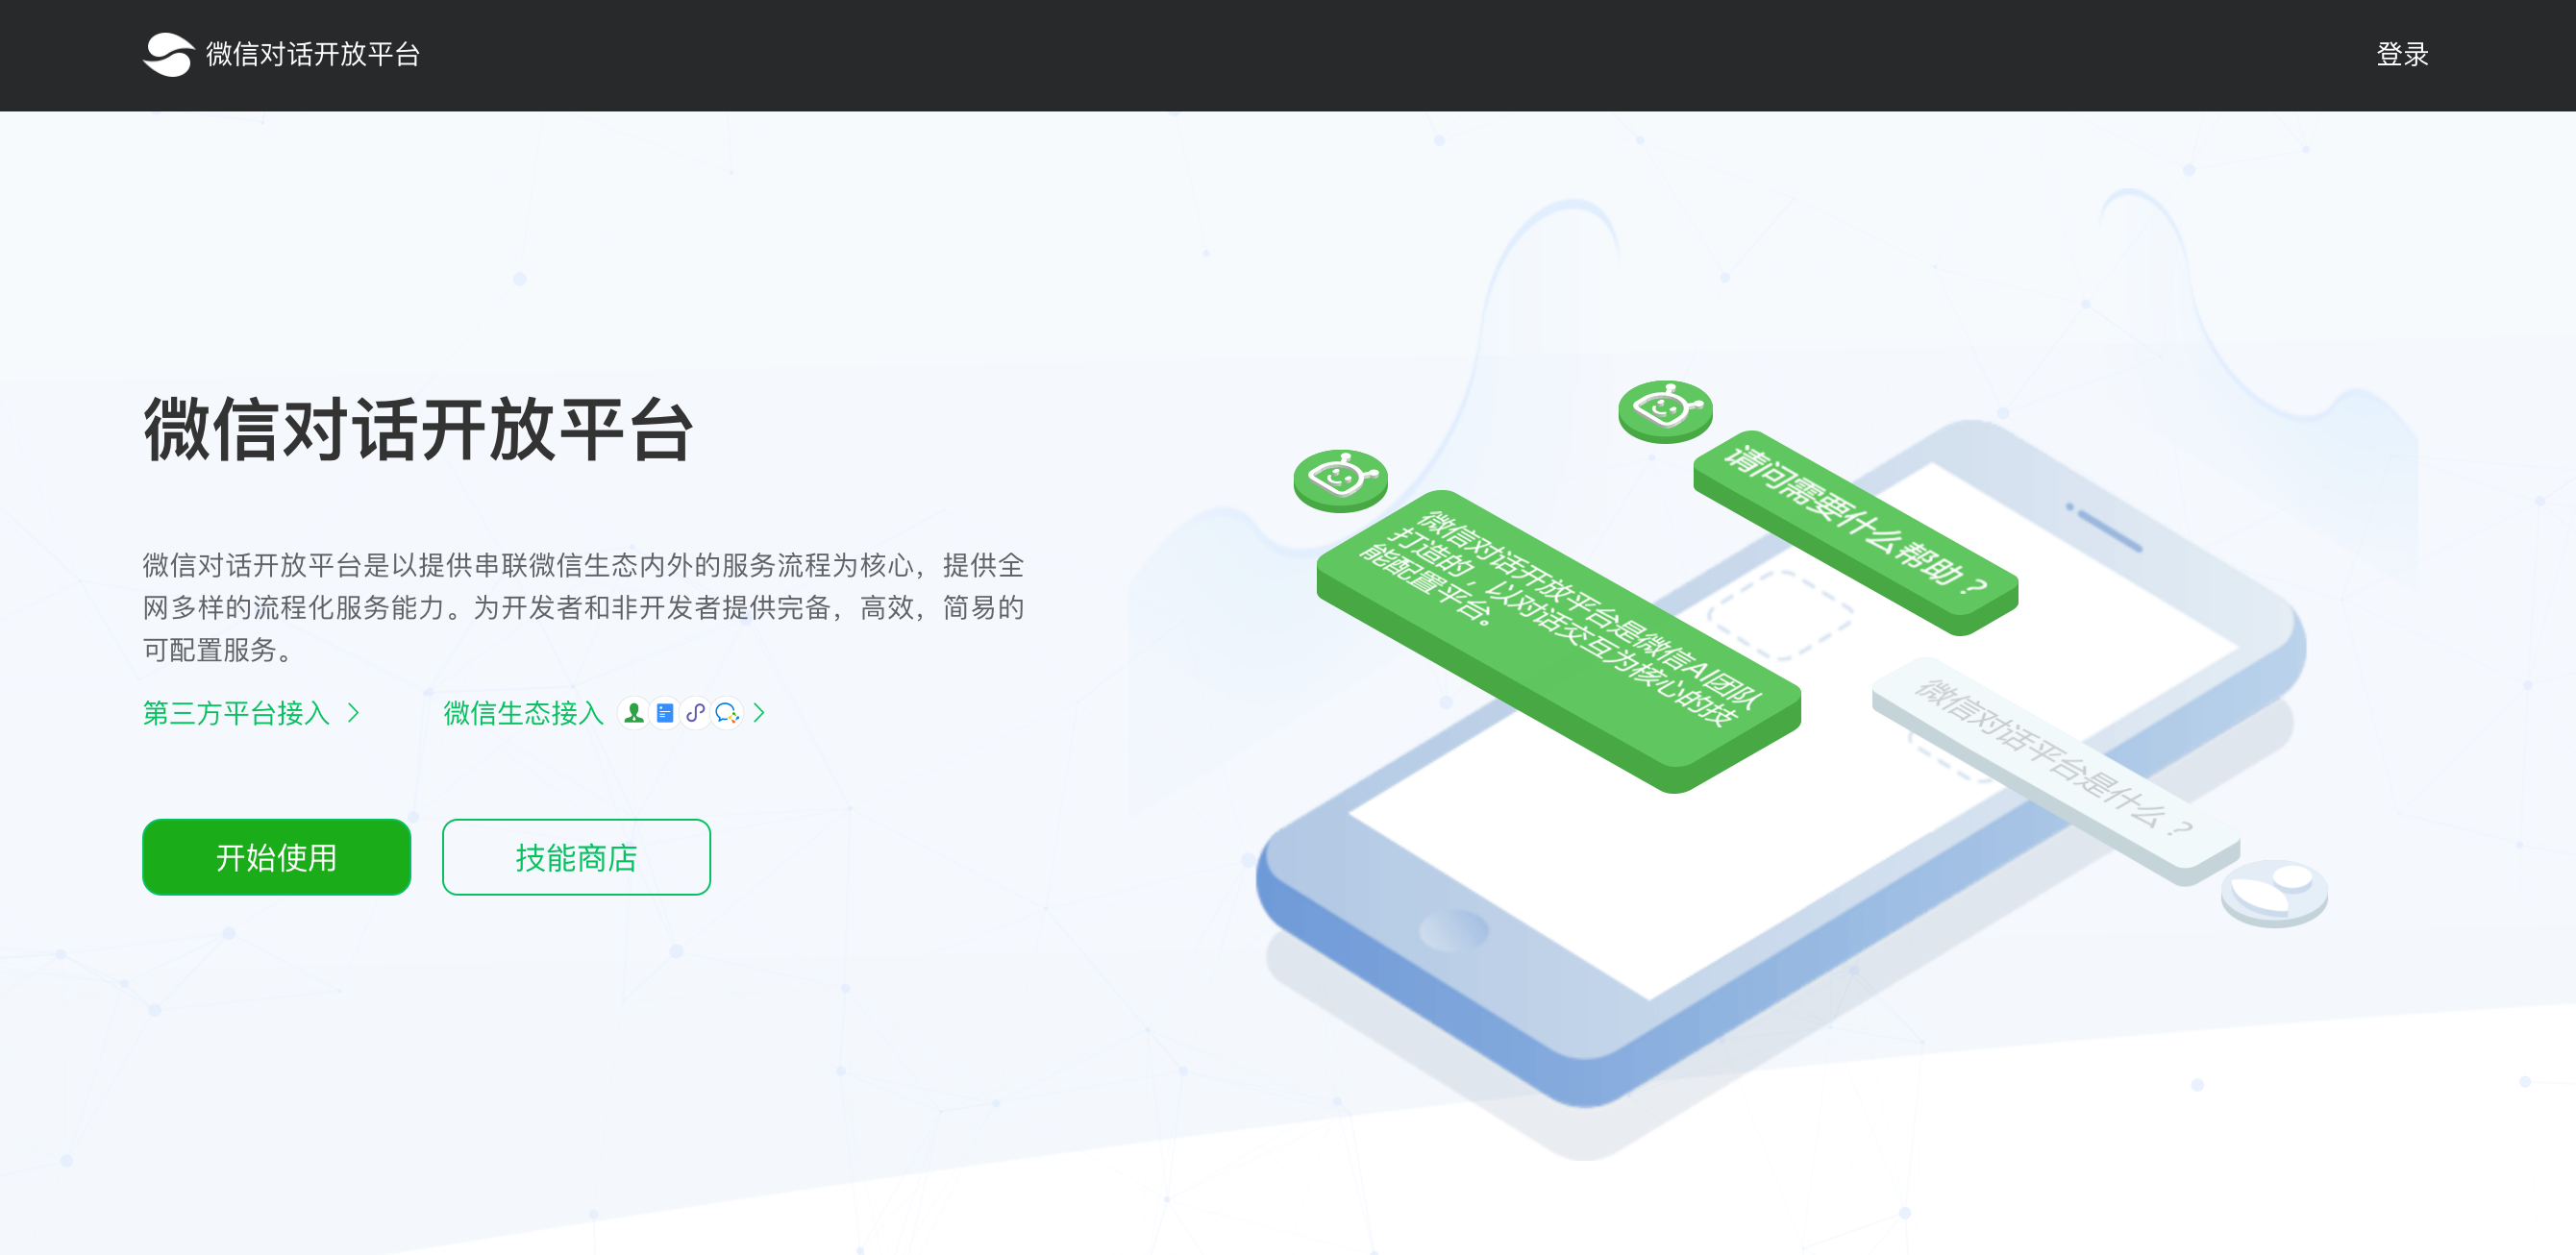 微信对话开放平台
登录
微信对话开放平台
微信对话开放平台是以提供串联微信生态内外的服务流程为核心，提供全
网多样的流程化服务能力。为开发者和非开发者提供完备，高效，简易的
可配置服务。
第三方平台接入
微信生态接入
开始使用
技能商店
请问需要什么帮助？
微信对话开放平台是微信AI团队
打造的，以对话交互为核心的技
能配置平台。
微信对话平台是什么？